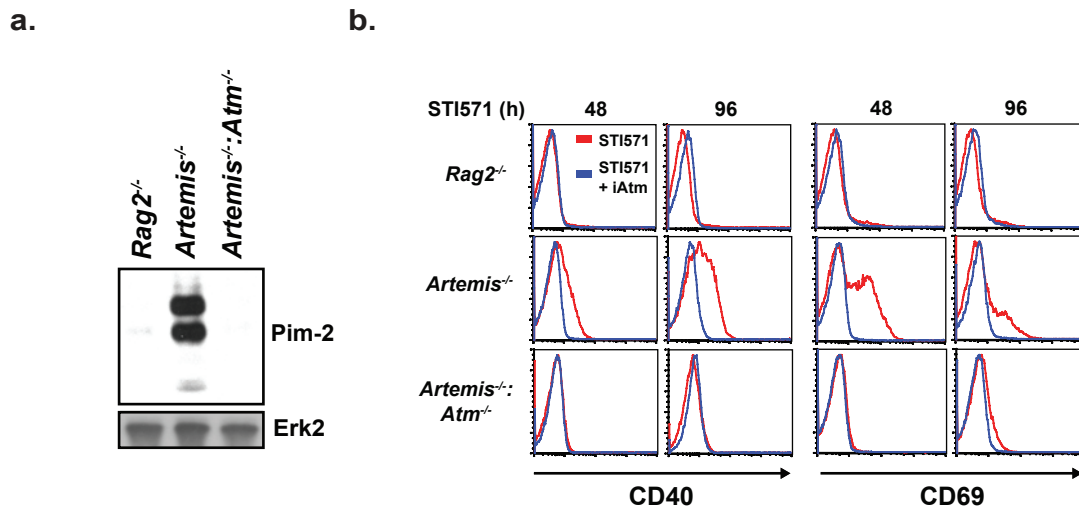 a.
Rag2-/-
Artemis-/-
Artemis-/-:Atm-/-
Pim-2
Erk2
b.
STI571 (h) 48 96 48 96
STI571
STI571
+ iAtm
Rag2-/-
Artemis-/-
Artemis-/-:
Atm-/-
CD40 CD69